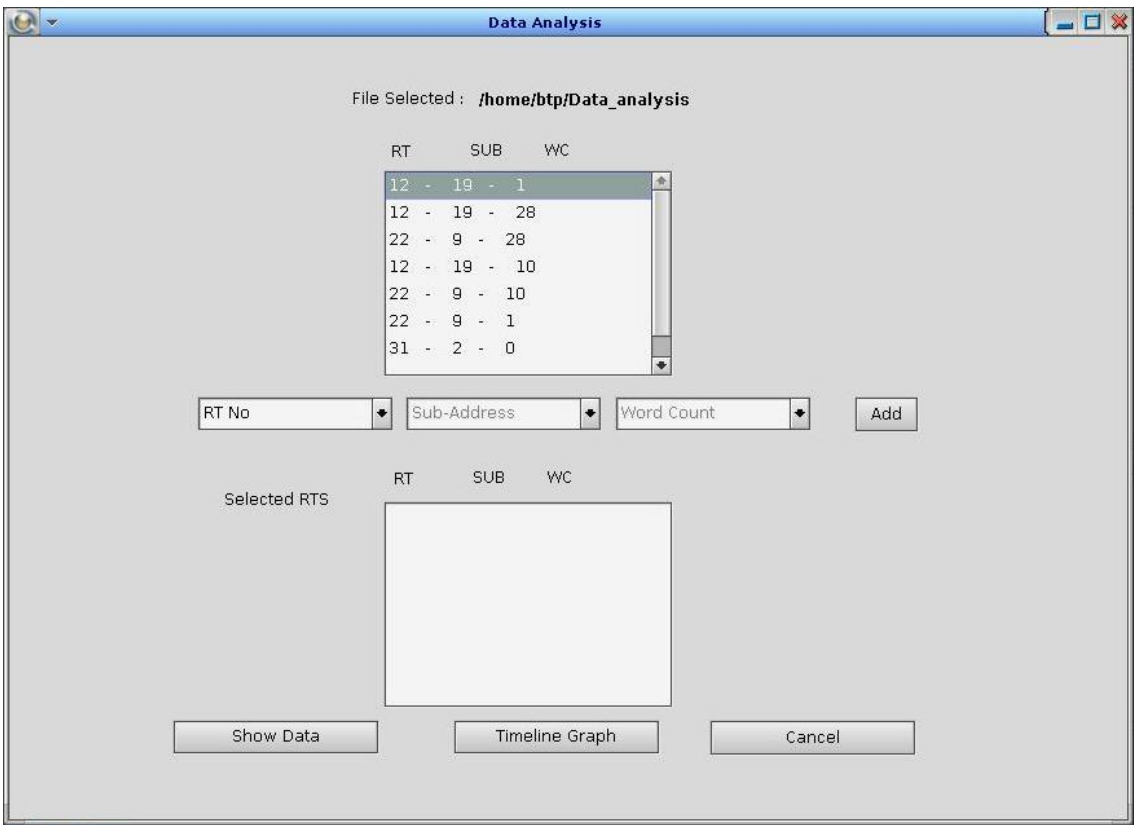 Data Analysis
File Selected : /home/btp/Data_analysis
RT SUB WC
12 - 19 - 1
12 - 19 - 28
22 - 9 - 28
12 - 19 - 10
22 - 9 - 10
22 - 9 - 1
31 - 2 - 0
RT No Sub-Address Word Count Add
RT SUB WC
Selected RTS
Show Data Timeline Graph Cancel